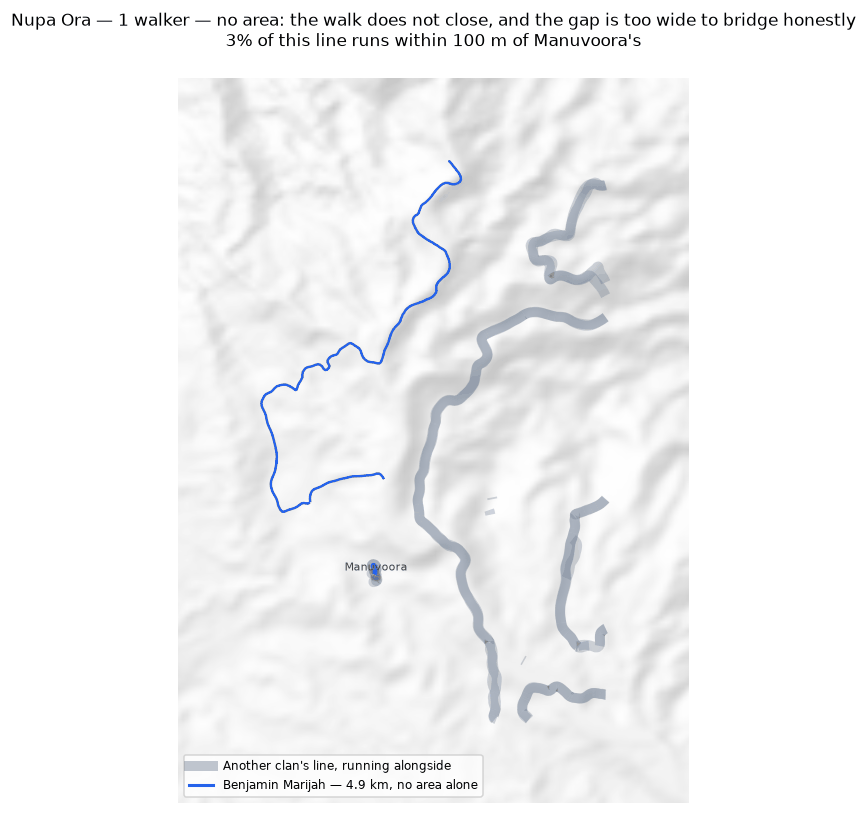 Nupa Ora — 1 walker — no area: the walk does not close, and the gap is too wide to bridge honestly
3% of this line runs within 100 m of Manuvoora's
Manuvoora
Another clan's line, running alongside
Benjamin Marijah — 4.9 km, no area alone